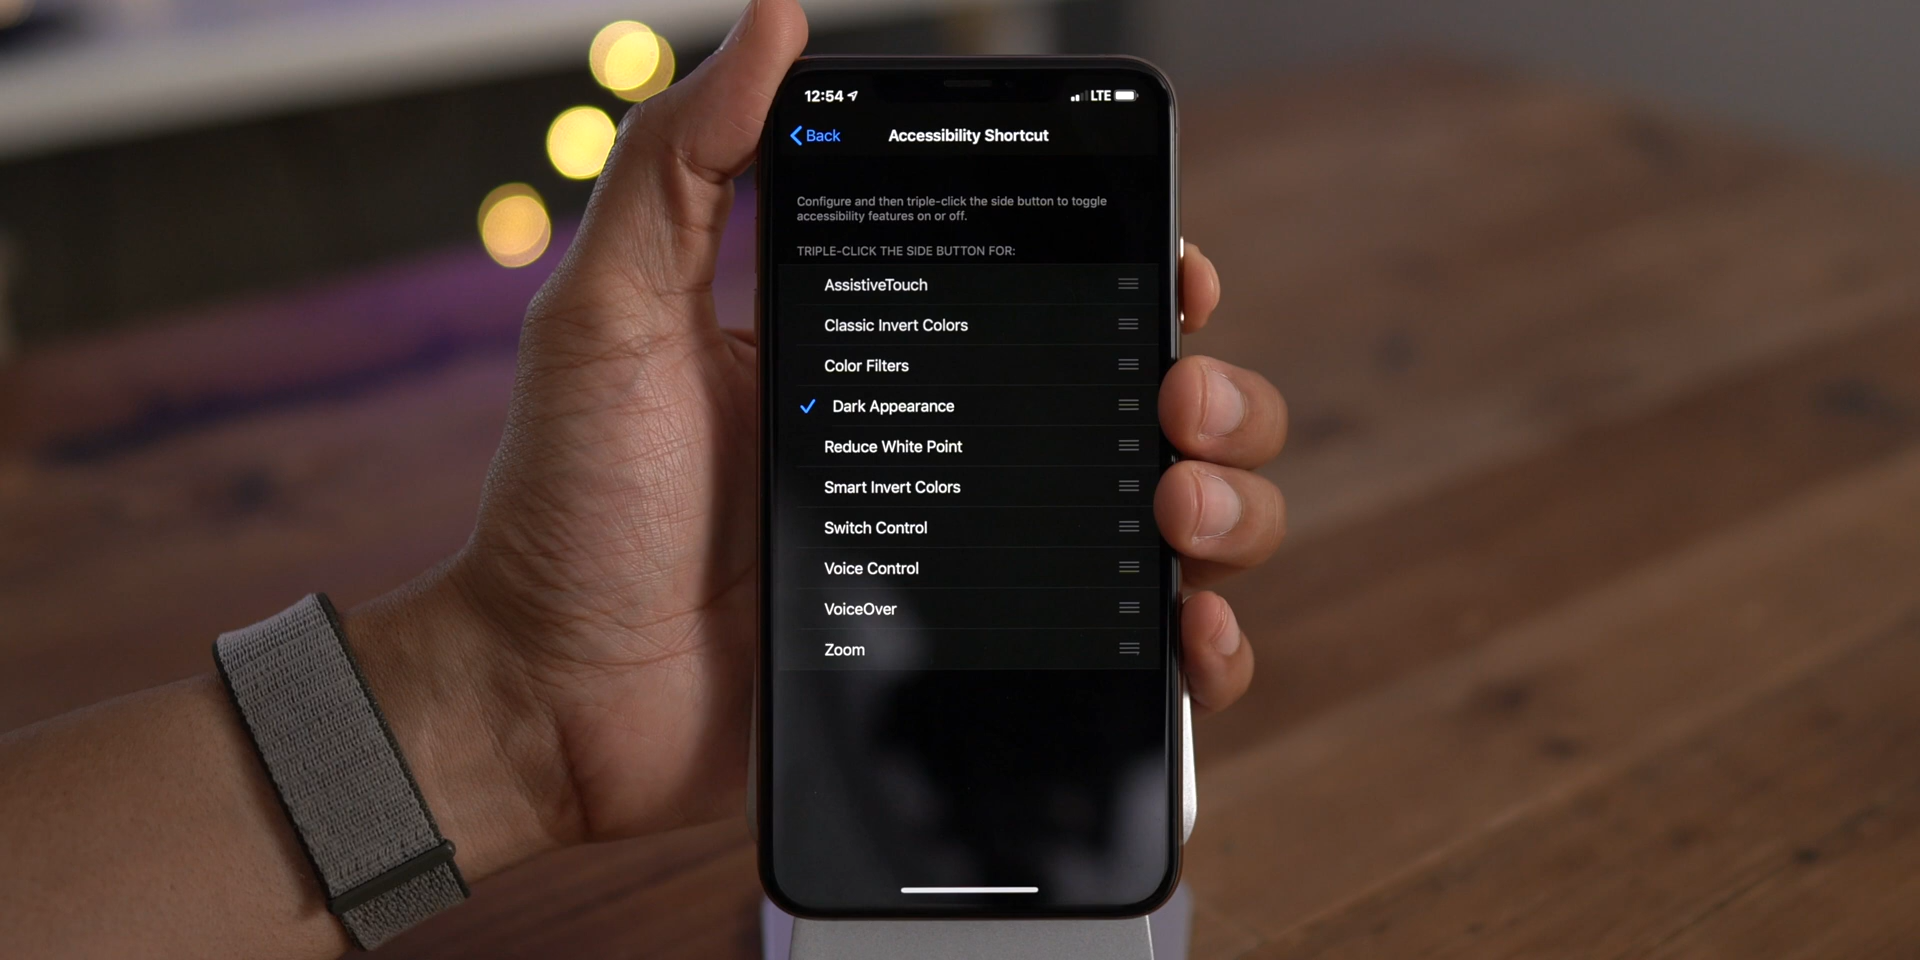 12:54 LTE
Back Accessibility Shortcut
Configure and then triple-click the side button to toggle
accessibility features on or off.
TRIPLE-CLICK THE SIDE BUTTON FOR:
AssistiveTouch
Classic Invert Colors
Color Filters
Dark Appearance
Reduce White Point
Smart Invert Colors
Switch Control
Voice Control
VoiceOver
Zoom